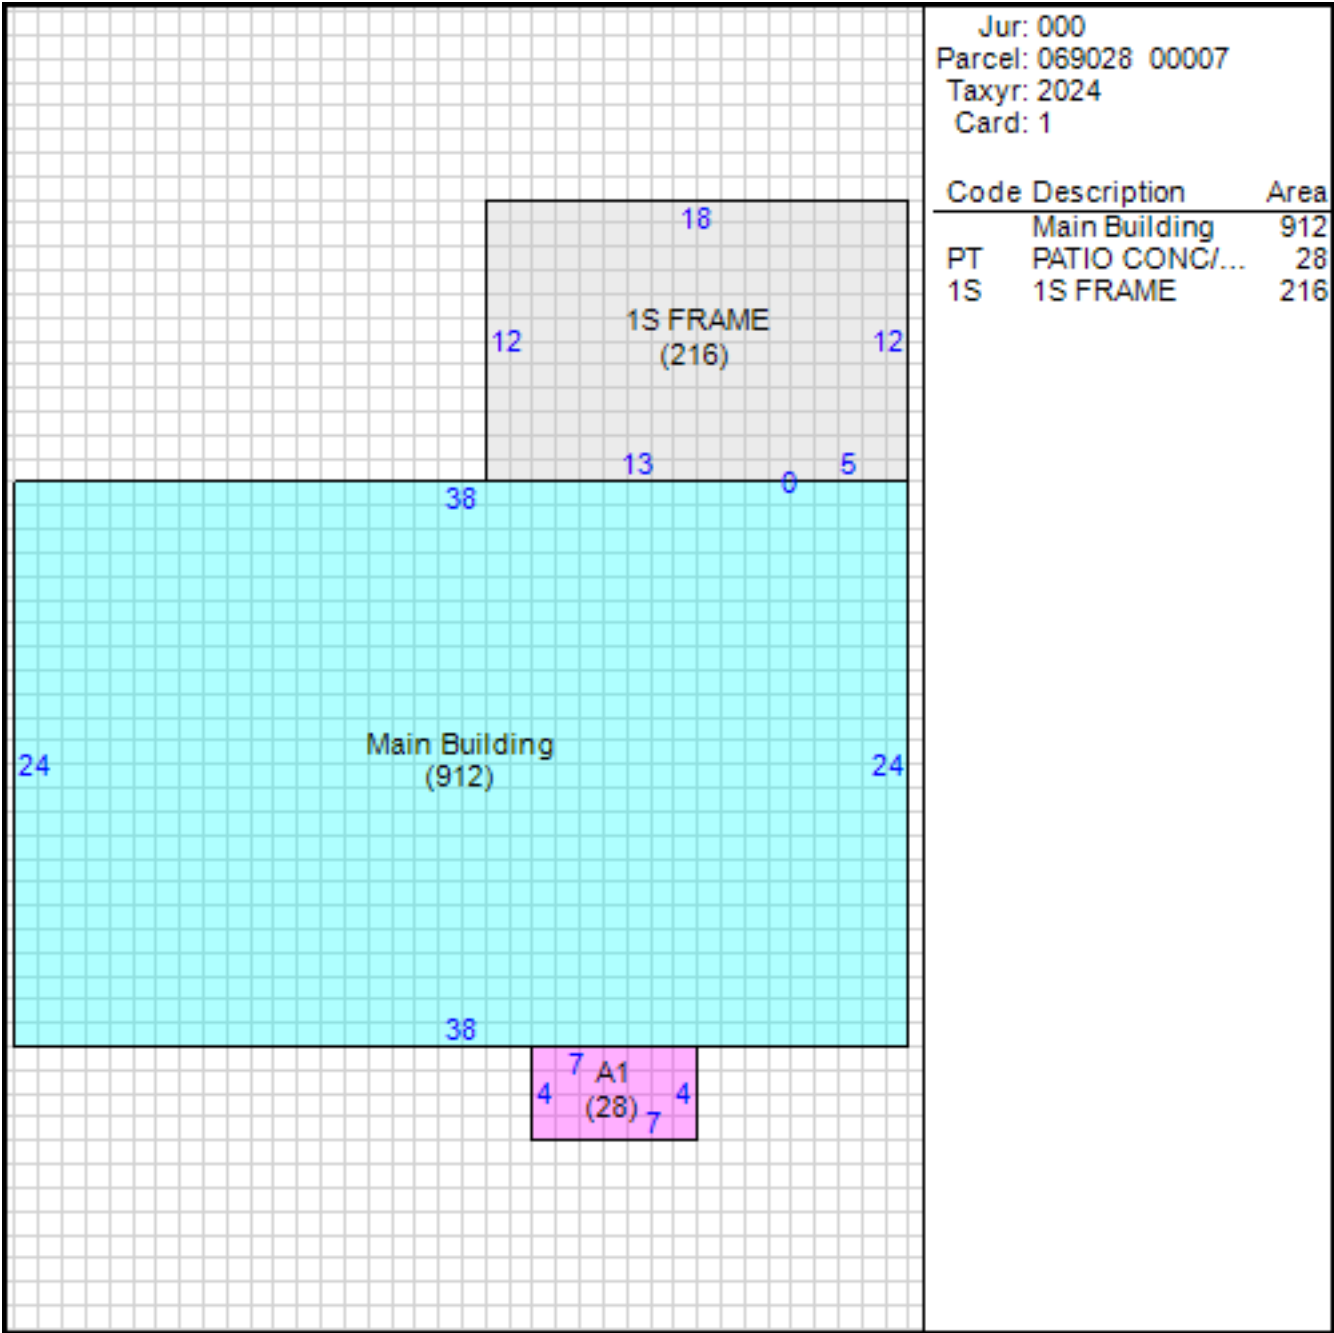 Jur: 000
Parcel: 069028 00007
Taxyr: 2024
Card: 1
Code Description Area
Main Building 912
PT PATIO CONC/... 28
1S 1S FRAME 216
18
1S FRAME
12 12
(216)
13 5
0
38
Main Building
24 24
(912)
38
7 A1
4 4
(28)
7